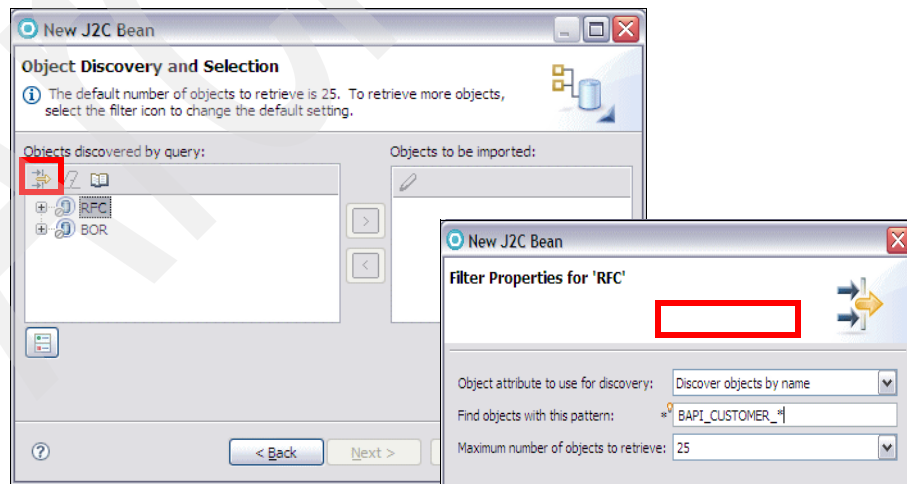 New J2C Bean
Object Discovery and Selection
The default number of objects to retrieve is 25. To retrieve more objects,
select the filter icon to change the default setting.
Objects discovered by query:
Objects to be imported:
RFC
BOR
>
<
? < Back Next >
New J2C Bean
Filter Properties for 'RFC'
Object attribute to use for discovery: Discover objects by name
Find objects with this pattern: * BAPI_CUSTOMER_*
Maximum number of objects to retrieve: 25